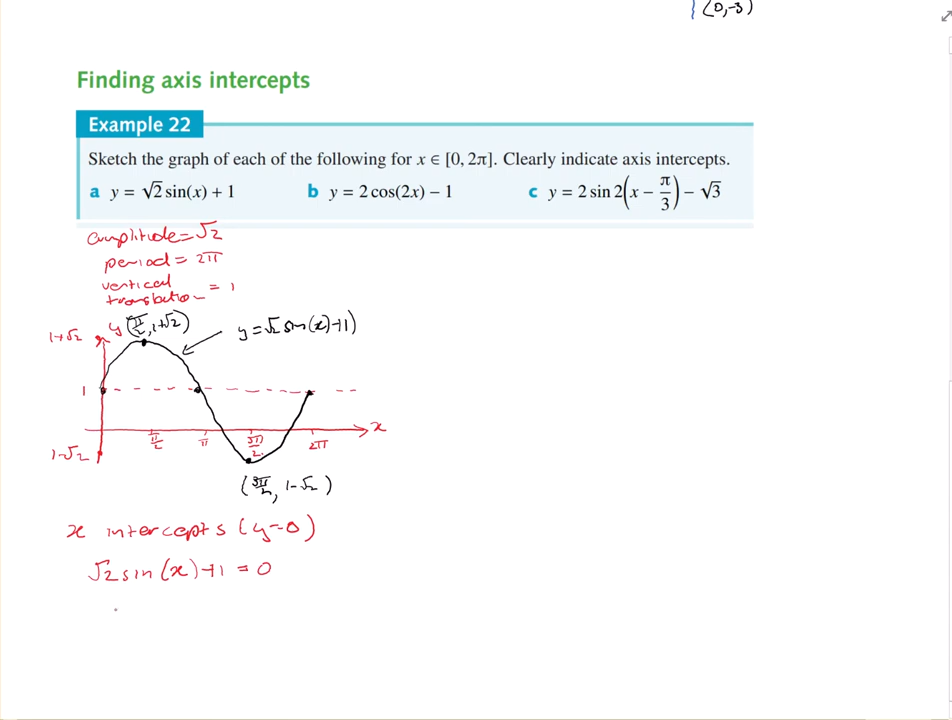 (0,-3)
Finding axis intercepts
Example 22
Sketch the graph of each of the following for x ∈ [0, 2π]. Clearly indicate axis intercepts.
a y = √2 sin(x) + 1 b y = 2 cos(2x) − 1 c y = 2 sin 2(x − π/3) − √3
amplitude = √2
period = 2π
vertical
translation = 1
1+√2 y (π/2, 1+√2) y=√2 sin(x)+1)
1
x
π/2 π 3π/2 2π
1-√2
(3π/2, 1-√2)
x intercepts (y=0)
√2 sin(x)+1 = 0